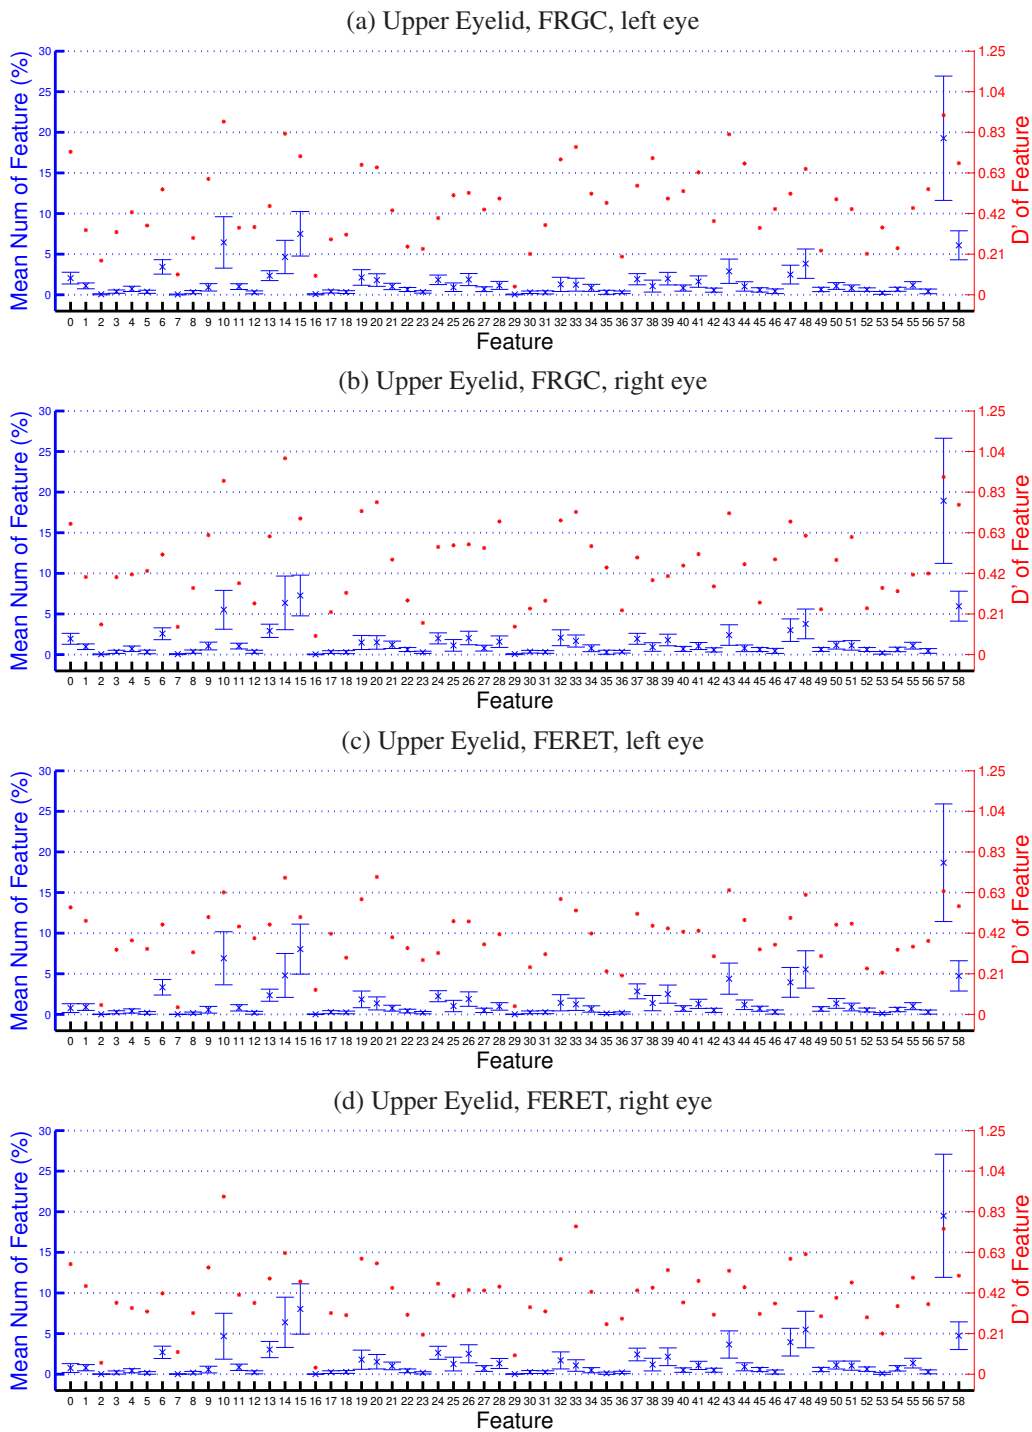 (a) Upper Eyelid, FRGC, left eye
Mean Num of Feature (%)
30 25 20 15 10 5 0
1.25 1.04 0.83 0.63 0.42 0.21 0
D' of Feature
0 1 2 3 4 5 6 7 8 9 10 11 12 13 14 15 16 17 18 19 20 21 22 23 24 25 26 27 28 29 30 31 32 33 34 35 36 37 38 39 40 41 42 43 44 45 46 47 48 49 50 51 52 53 54 55 56 57 58
Feature
(b) Upper Eyelid, FRGC, right eye
Mean Num of Feature (%)
30 25 20 15 10 5 0
1.25 1.04 0.83 0.63 0.42 0.21 0
D' of Feature
0 1 2 3 4 5 6 7 8 9 10 11 12 13 14 15 16 17 18 19 20 21 22 23 24 25 26 27 28 29 30 31 32 33 34 35 36 37 38 39 40 41 42 43 44 45 46 47 48 49 50 51 52 53 54 55 56 57 58
Feature
(c) Upper Eyelid, FERET, left eye
Mean Num of Feature (%)
30 25 20 15 10 5 0
1.25 1.04 0.83 0.63 0.42 0.21 0
D' of Feature
0 1 2 3 4 5 6 7 8 9 10 11 12 13 14 15 16 17 18 19 20 21 22 23 24 25 26 27 28 29 30 31 32 33 34 35 36 37 38 39 40 41 42 43 44 45 46 47 48 49 50 51 52 53 54 55 56 57 58
Feature
(d) Upper Eyelid, FERET, right eye
Mean Num of Feature (%)
30 25 20 15 10 5 0
1.25 1.04 0.83 0.63 0.42 0.21 0
D' of Feature
0 1 2 3 4 5 6 7 8 9 10 11 12 13 14 15 16 17 18 19 20 21 22 23 24 25 26 27 28 29 30 31 32 33 34 35 36 37 38 39 40 41 42 43 44 45 46 47 48 49 50 51 52 53 54 55 56 57 58
Feature